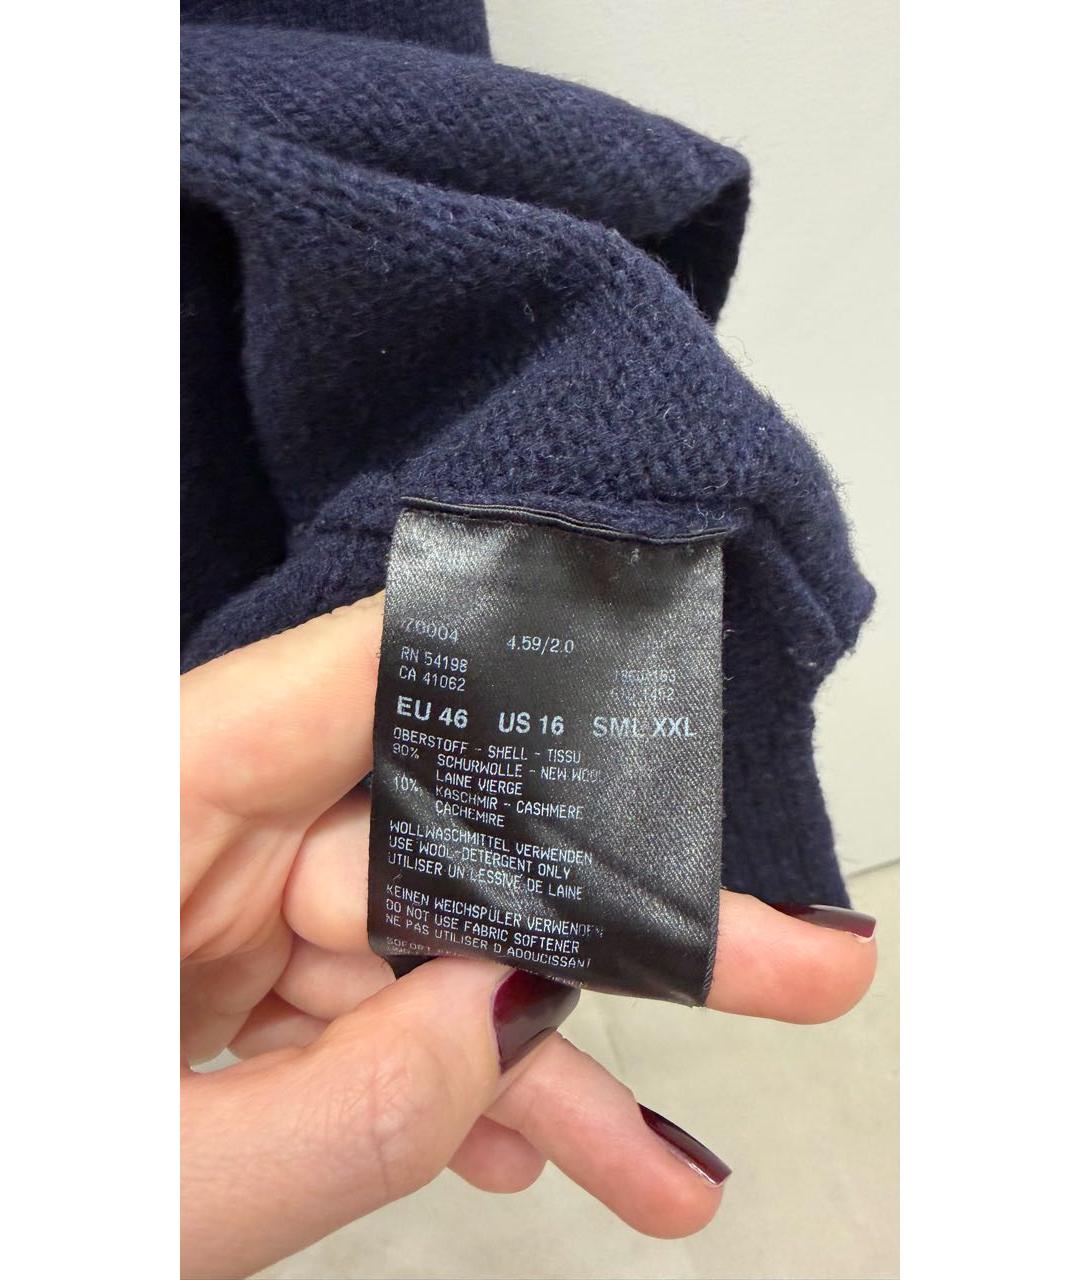 70004 4.59/2.0
RN 54198
CA 41062
EU 46 US 16 SML XXL
OBERSTOFF - SHELL - TISSU
90% SCHURWOLLE - NEW WOOL
LAINE VIERGE
10% KASCHMIR - CASHMERE
CACHEMIRE
WOLLWASCHMITTEL VERWENDEN
USE WOOL-DETERGENT ONLY
UTILISER UN LESSIVE DE LAINE
KEINEN WEICHSPÜLER VERWENDEN
DO NOT USE FABRIC SOFTENER
NE PAS UTILISER D ADOUCISSANT
SOFORT